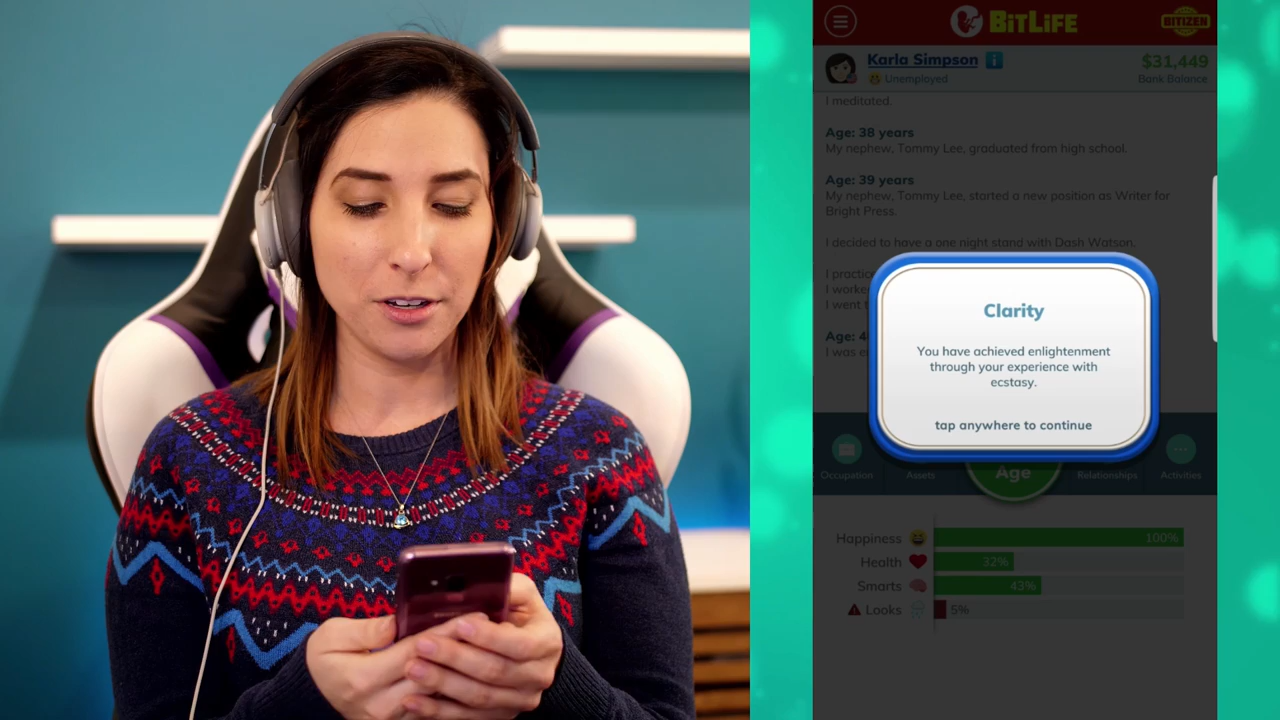 BITLIFE
BITIZEN
Karla Simpson
Unemployed
$31,449
Bank Balance
I meditated.
Age: 38 years
My nephew, Tommy Lee, graduated from high school.
Age: 39 years
My nephew, Tommy Lee, started a new position as Writer for
Bright Press.
I decided to have a one night stand with Dash Watson.
I worke
I went t
I was e
Clarity
You have achieved enlightenment
through your experience with
ecstasy.
tap anywhere to continue
Occupation
Assets
Age
Relationships
Activities
Happiness 100%
Health 32%
Smarts 43%
Looks 5%